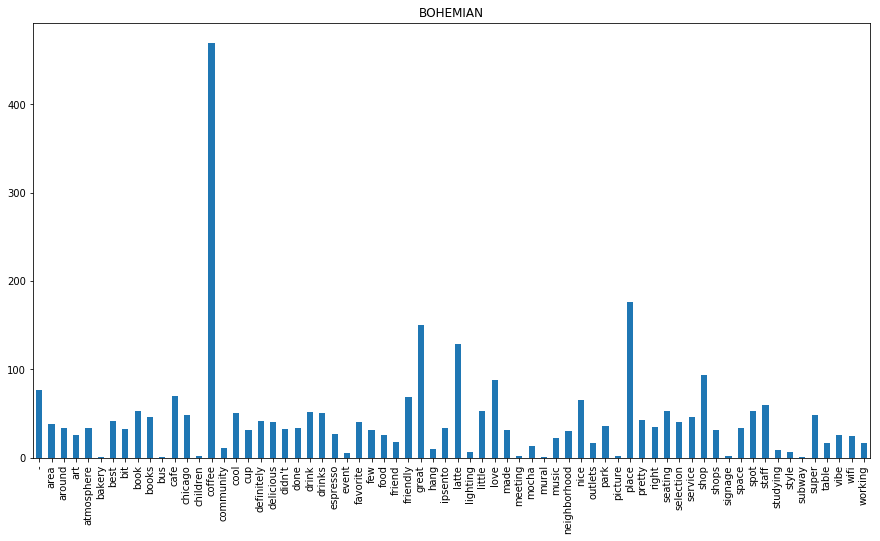 BOHEMIAN
400
300
200
100
0
-
area
around
art
atmosphere
bakery
best
bit
book
books
bus
cafe
chicago
children
coffee
community
cool
cup
definitely
delicious
didn't
done
drink
drinks
espresso
event
favorite
few
food
friend
friendly
great
hang
ipsento
latte
lighting
little
love
made
meeting
mocha
mural
music
neighborhood
nice
outlets
park
picture
place
pretty
right
seating
selection
service
shop
shops
signage
space
spot
staff
studying
style
subway
super
table
vibe
wifi
working